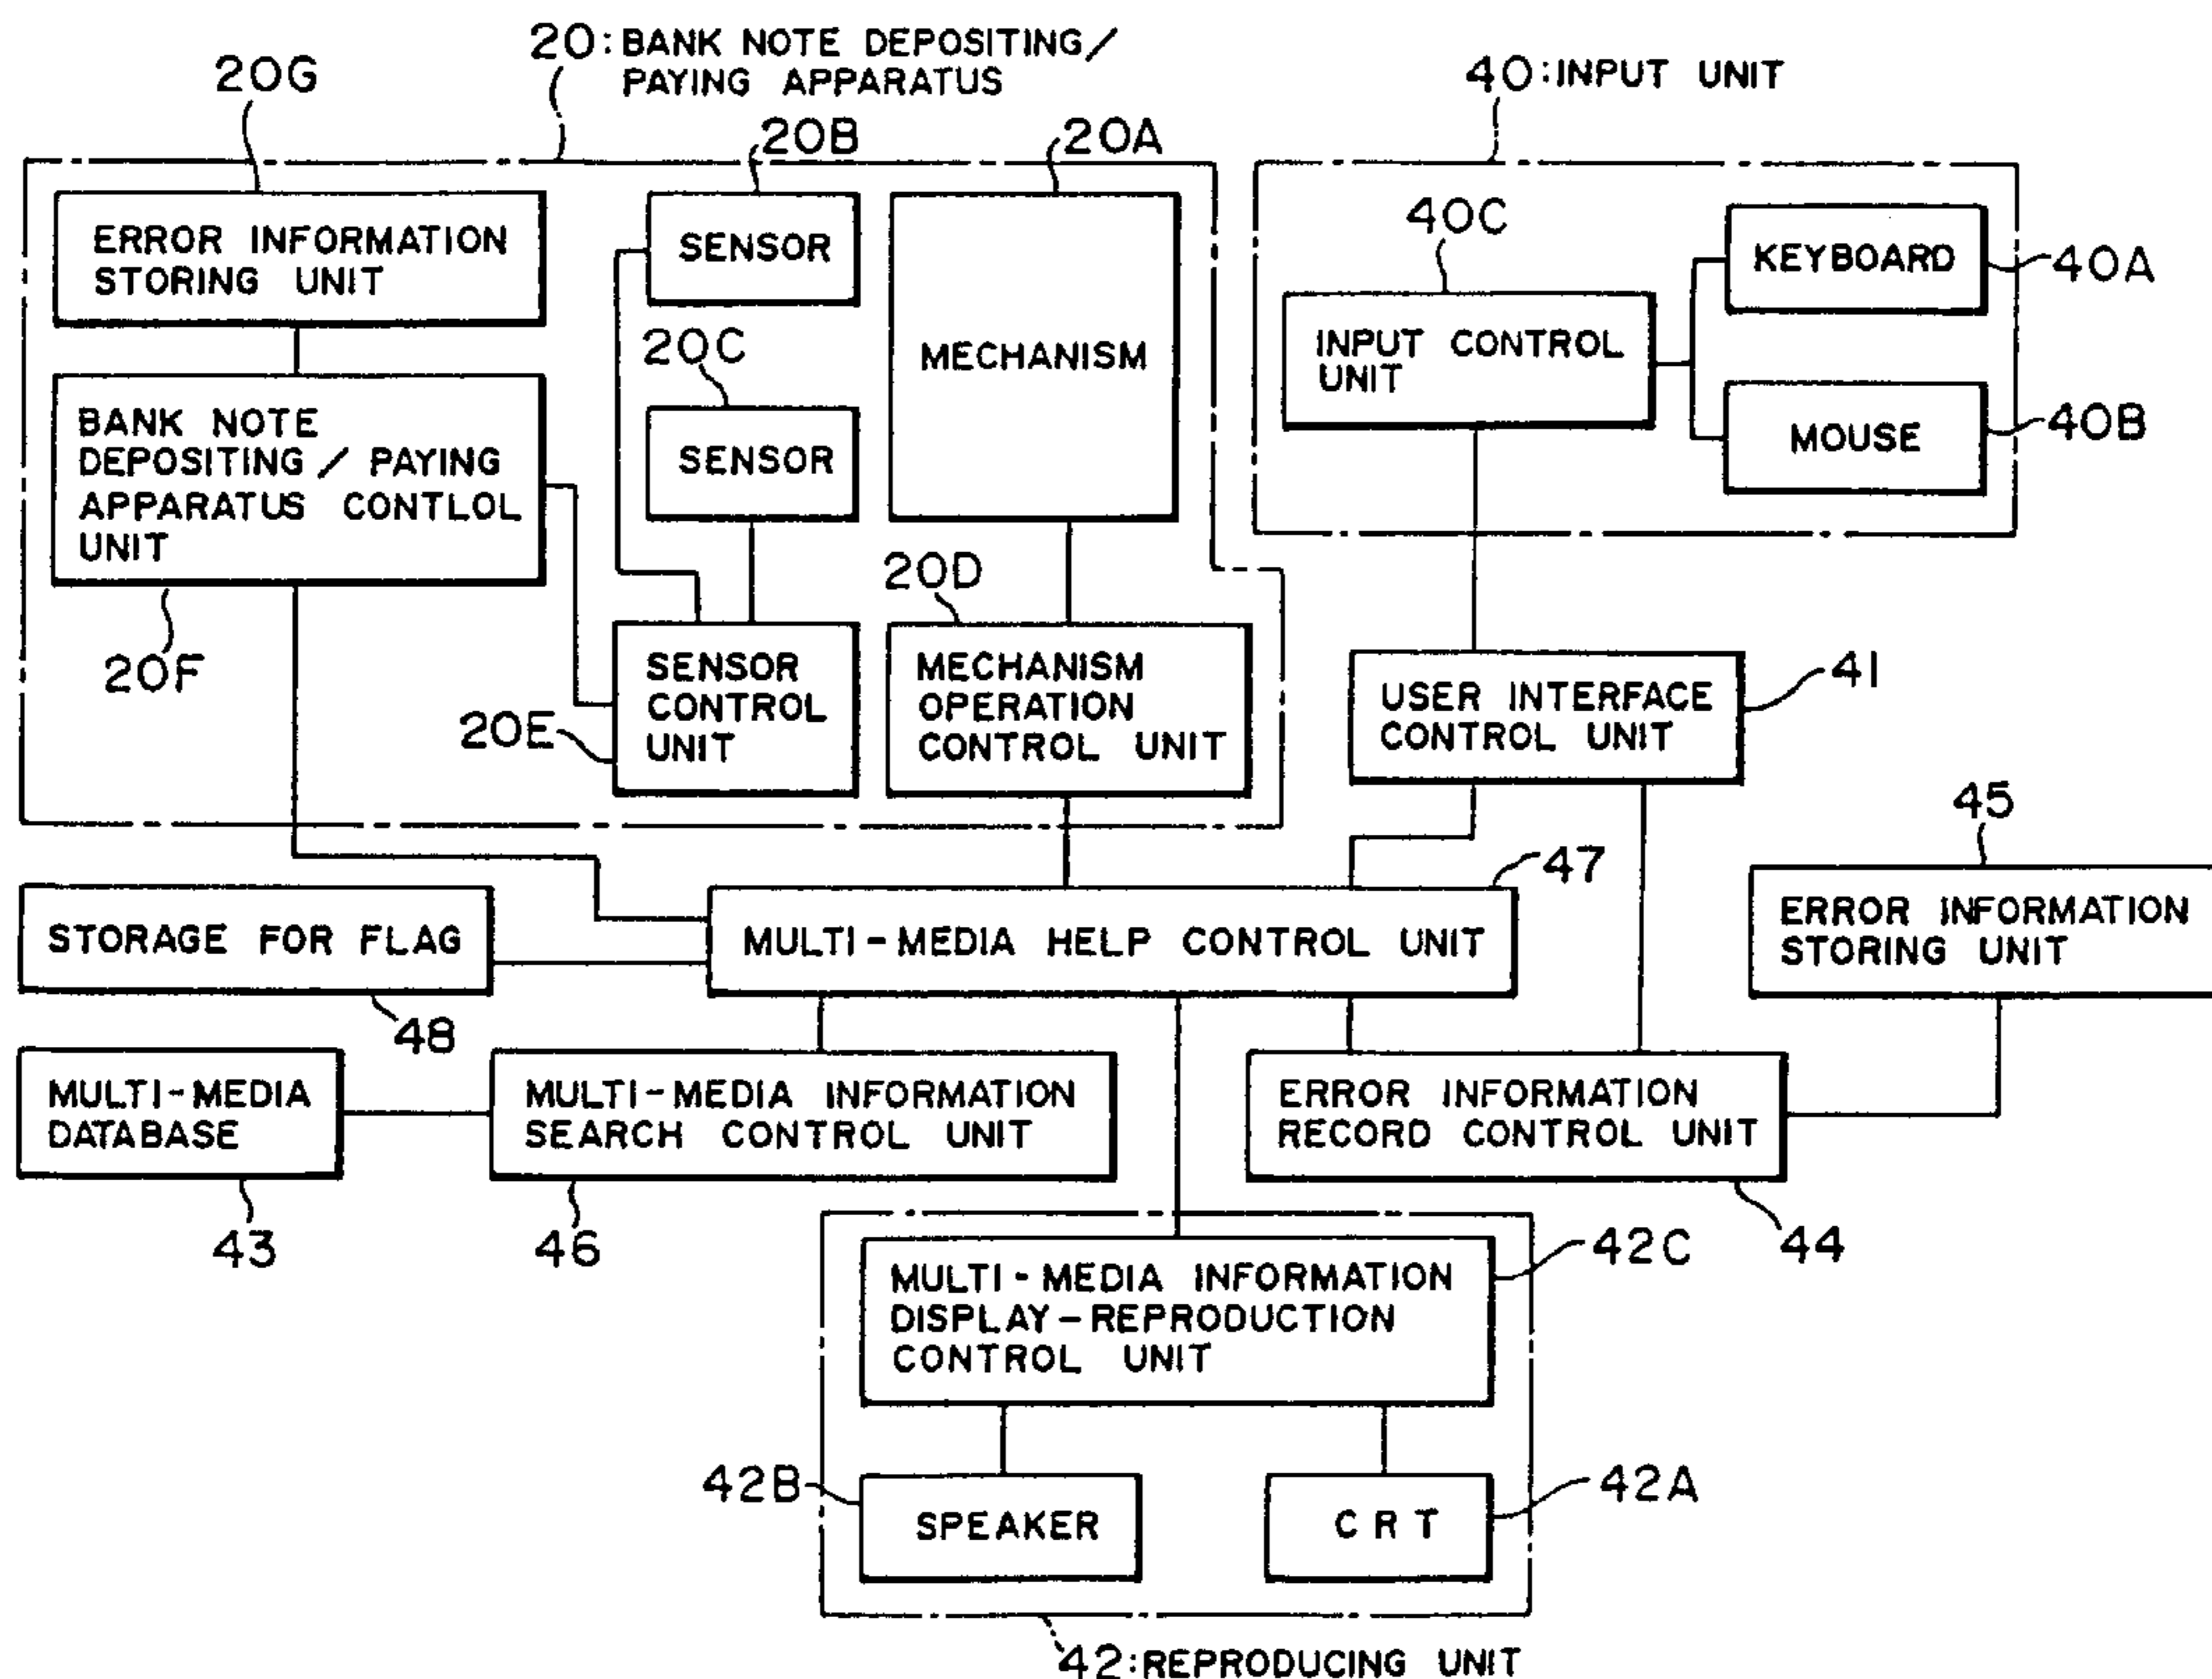 20G
20:BANK NOTE DEPOSITING/
PAYING APPARATUS
40:INPUT UNIT
20B
20A
ERROR INFORMATION
STORING UNIT
SENSOR
20C
SENSOR
MECHANISM
40C
INPUT CONTROL
UNIT
KEYBOARD
40A
MOUSE
40B
BANK NOTE
DEPOSITING / PAYING
APPARATUS CONTLOL
UNIT
20F
20D
20E
SENSOR
CONTROL
UNIT
MECHANISM
OPERATION
CONTROL UNIT
USER INTERFACE
CONTROL UNIT
41
45
47
STORAGE FOR FLAG
48
MULTI-MEDIA HELP CONTROL UNIT
ERROR INFORMATION
STORING UNIT
MULTI-MEDIA
DATABASE
43
MULTI-MEDIA INFORMATION
SEARCH CONTROL UNIT
46
ERROR INFORMATION
RECORD CONTROL UNIT
44
MULTI-MEDIA INFORMATION
DISPLAY-REPRODUCTION
CONTROL UNIT
42C
42B
SPEAKER
CRT
42A
42:REPRODUCING UNIT